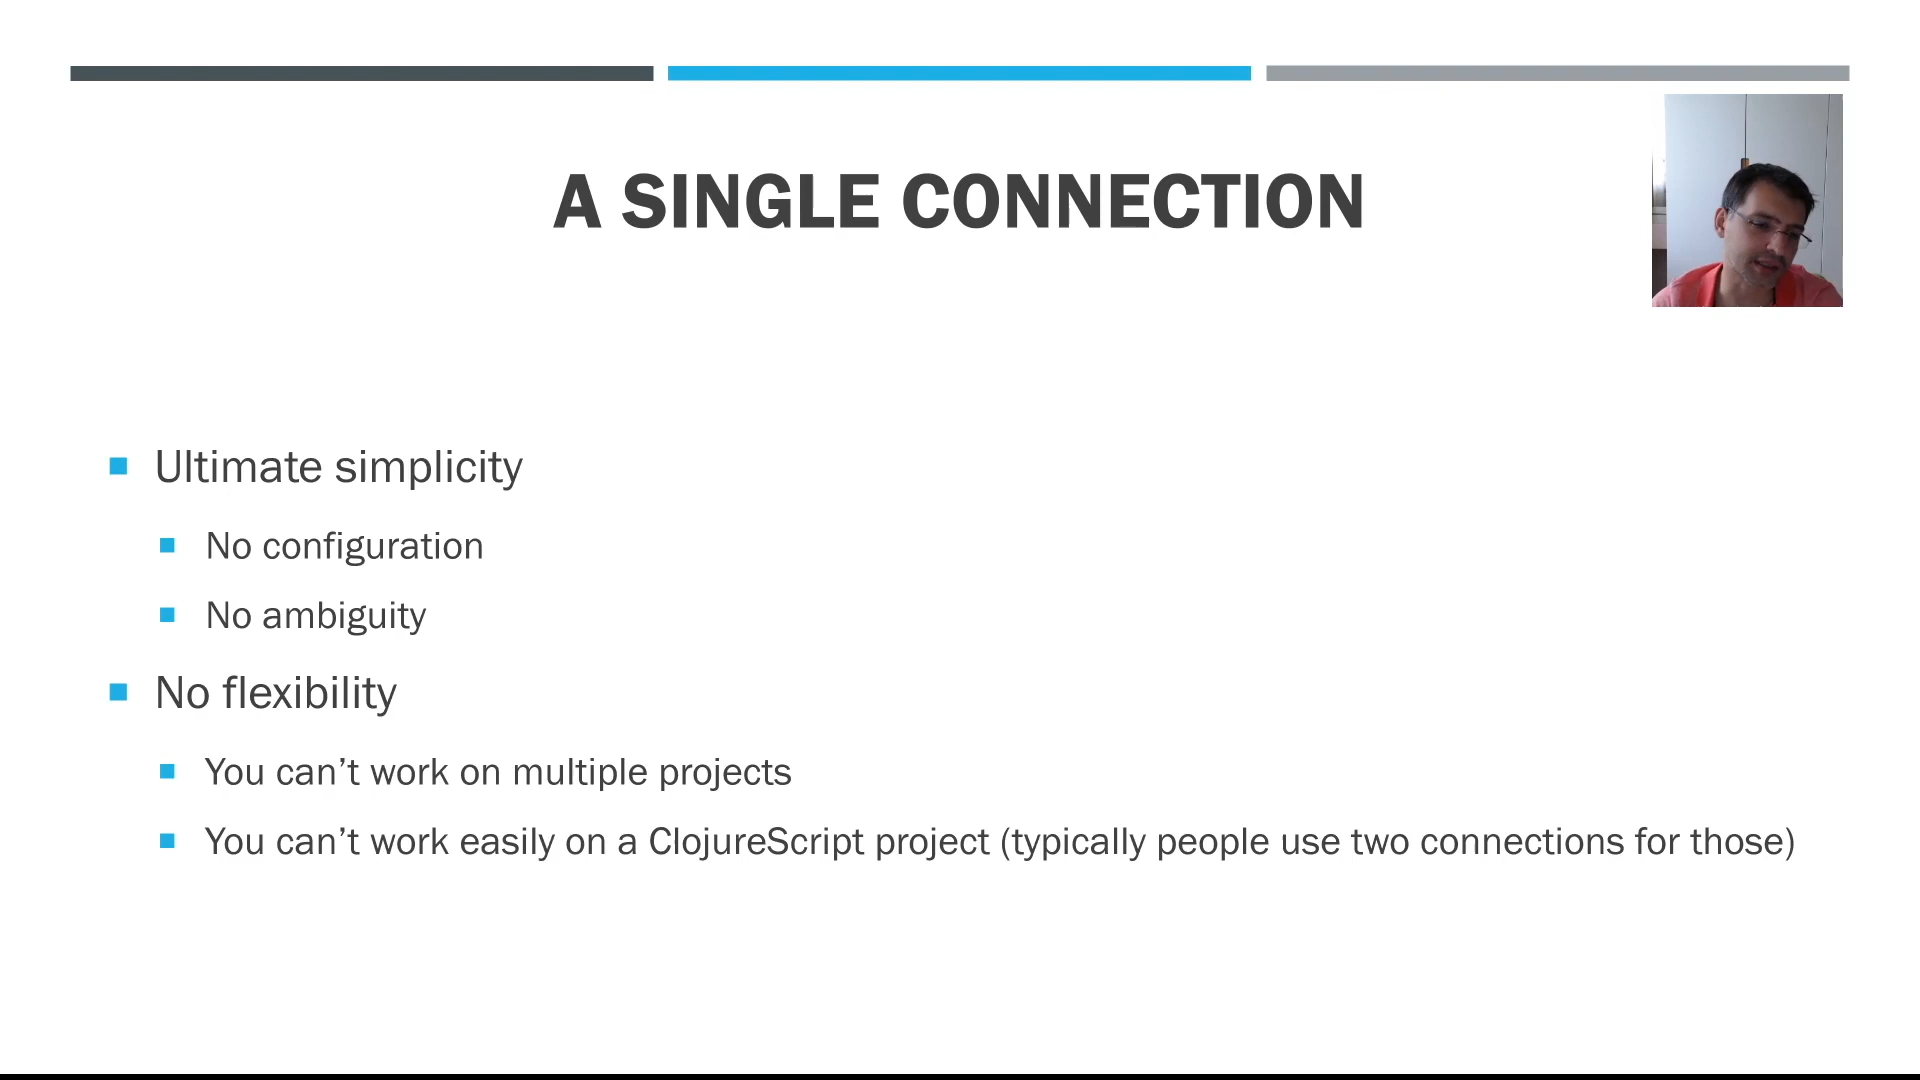 A SINGLE CONNECTION
Ultimate simplicity
No configuration
No ambiguity
No flexibility
You can’t work on multiple projects
You can’t work easily on a ClojureScript project (typically people use two connections for those)